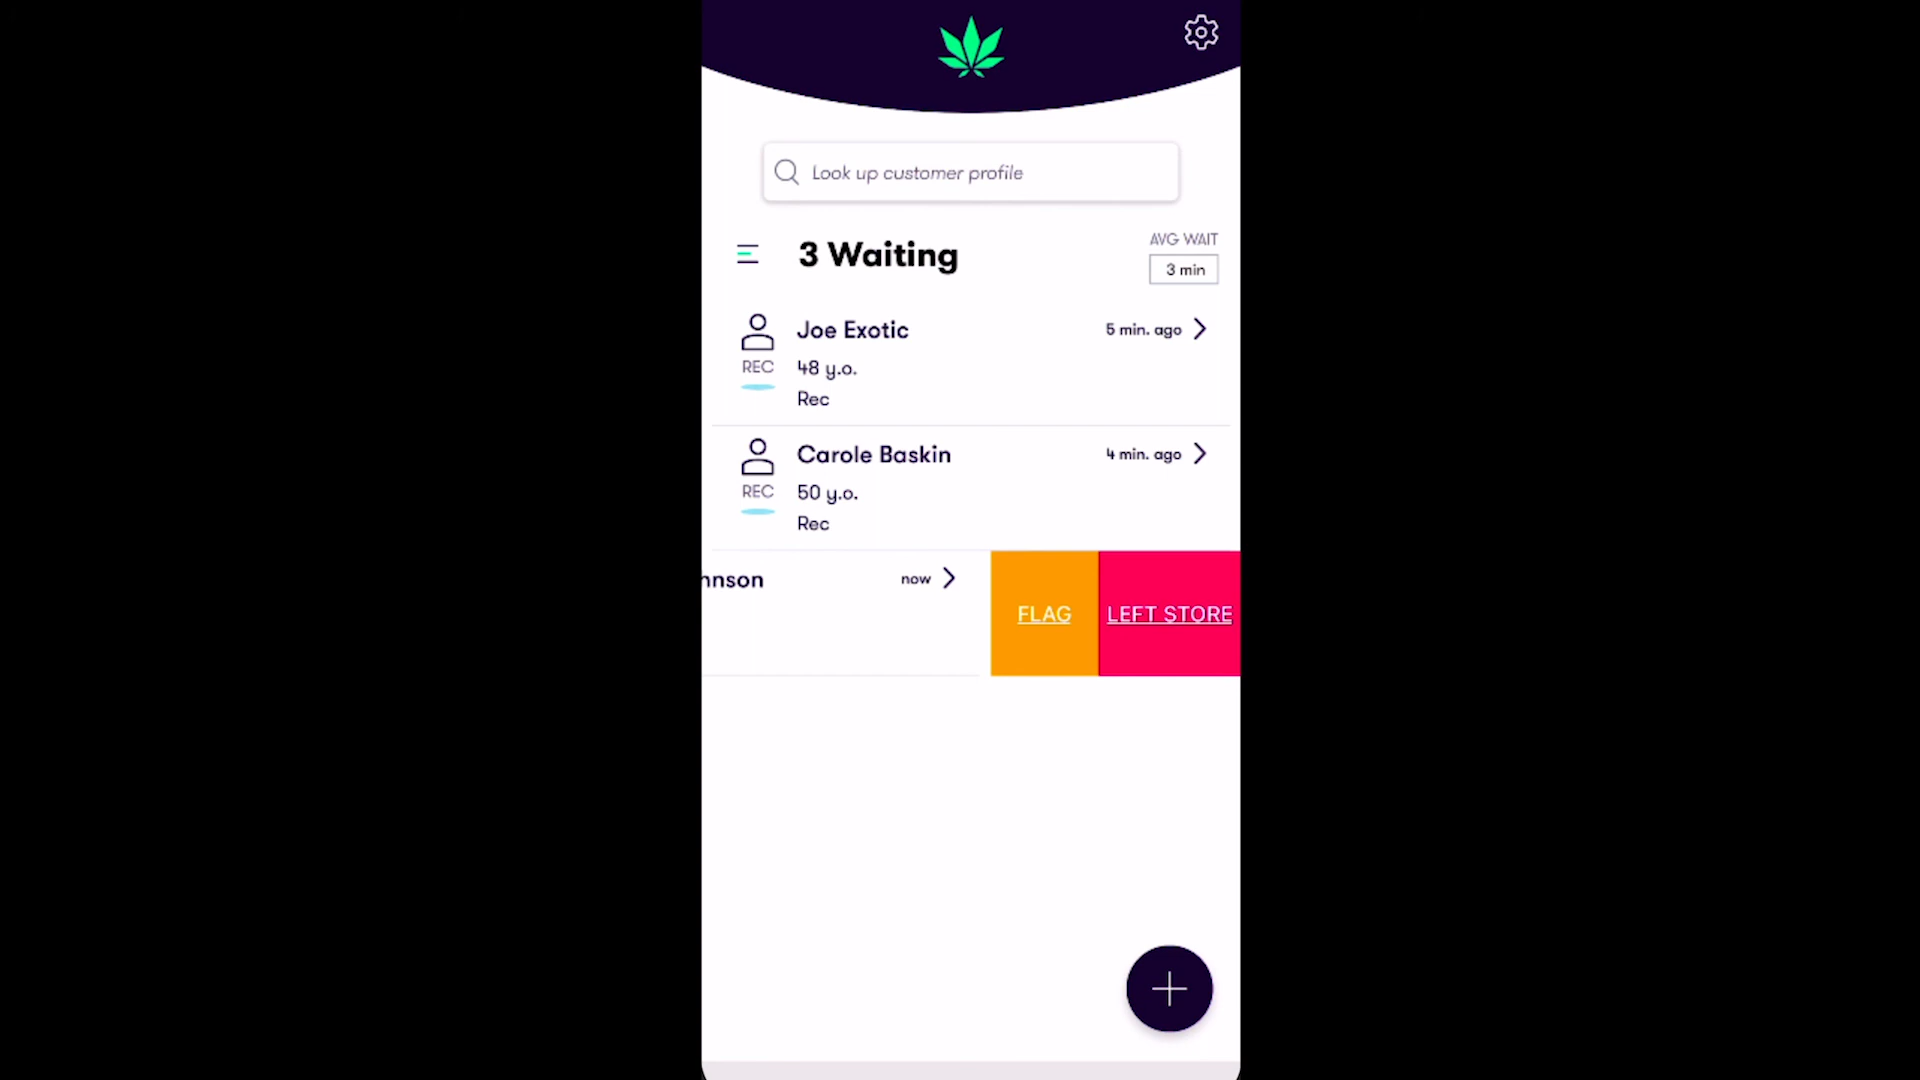 Look up customer profile
3 Waiting
AVG WAIT
3 min
Joe Exotic
5 min. ago
REC
48 y.o.
Rec
Carole Baskin
4 min. ago
REC
50 y.o.
Rec
hnson
now
FLAG
LEFT STORE